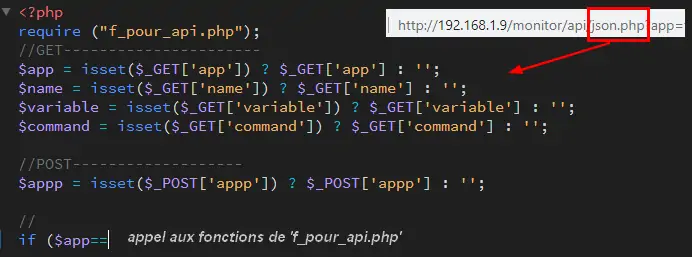 <?php
http://192.168.1.9/monitor/api/json.php?app=
require ("f_pour_api.php");
//GET-----------------------
$app = isset($_GET['app']) ? $_GET['app'] : '';
$name = isset($_GET['name']) ? $_GET['name'] : '';
$variable = isset($_GET['variable']) ? $_GET['variable'] : '';
$command = isset($_GET['command']) ? $_GET['command'] : '';
//POST------------------
$appp = isset($_POST['appp']) ? $_POST['appp'] : '';
//
if ($app== appel aux fonctions de 'f_pour_api.php'